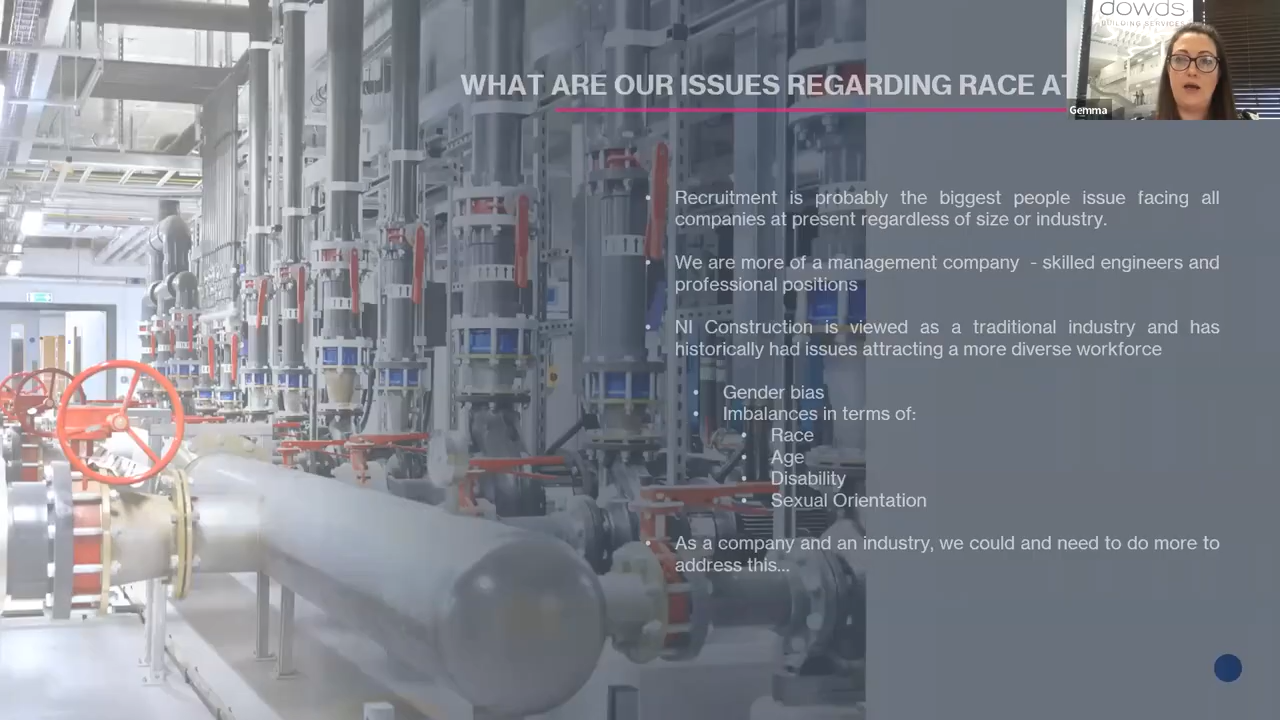 dowds
BUILDING SERVICES
WHAT ARE OUR ISSUES REGARDING RACE AT
Gemma
• Recruitment is probably the biggest people issue facing all
companies at present regardless of size or industry.
• We are more of a management company - skilled engineers and
professional positions
• NI Construction is viewed as a traditional industry and has
historically had issues attracting a more diverse workforce
• Gender bias
• Imbalances in terms of:
• Race
• Age
• Disability
• Sexual Orientation
• As a company and an industry, we could and need to do more to
address this...